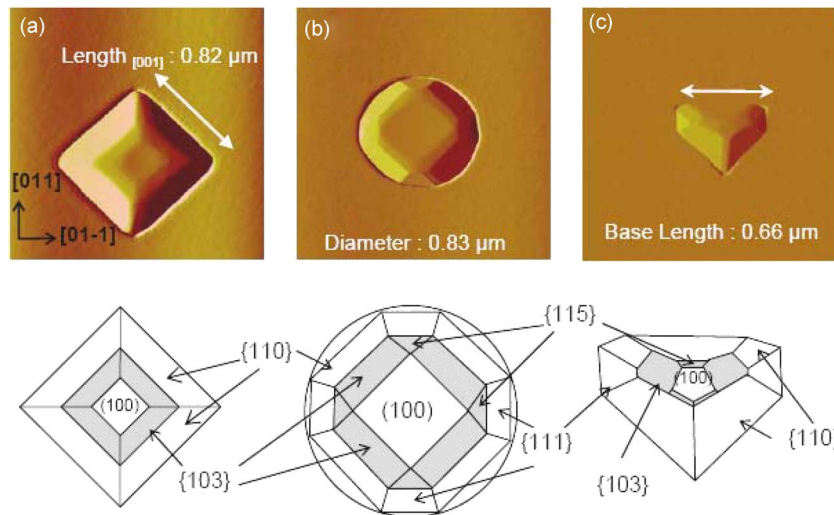 (a)
Length [001] : 0.82 µm
[011]
[01-1]
(b)
Diameter : 0.83 µm
(c)
Base Length : 0.66 µm
{110}
(100)
{103}
{115}
(100)
{111}
(100)
{110}
{103}